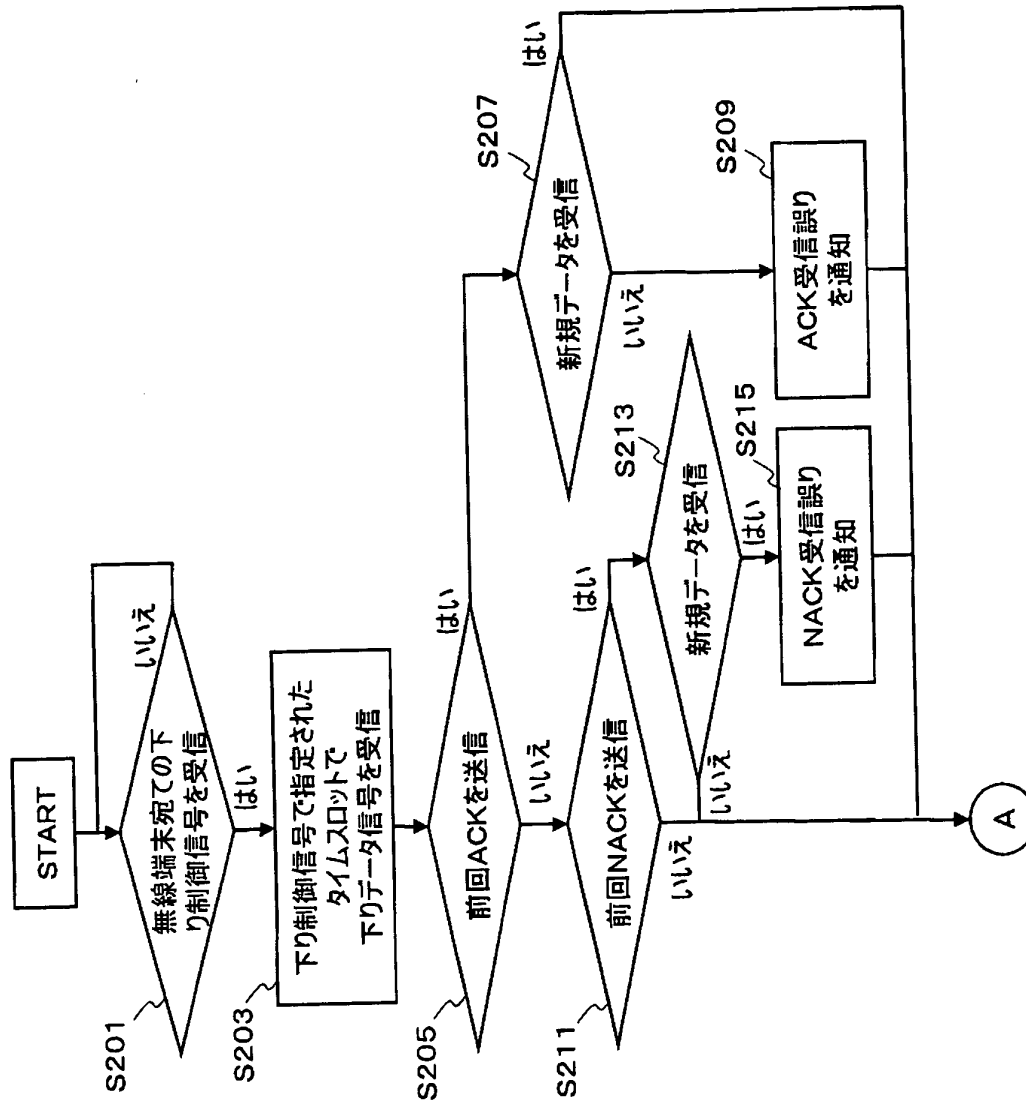 START
S201
無線端末宛ての下
り制御信号を受信
いいえ
はい
S203
下り制御信号で指定された
タイムスロットで
下りデータ信号を受信
S205
前回ACKを送信
はい
いいえ
S207
新規データを受信
はい
いいえ
S209
ACK受信誤り
を通知
S211
前回NACKを送信
はい
いいえ
S213
新規データを受信
いいえ
はい
S215
NACK受信誤り
を通知
A